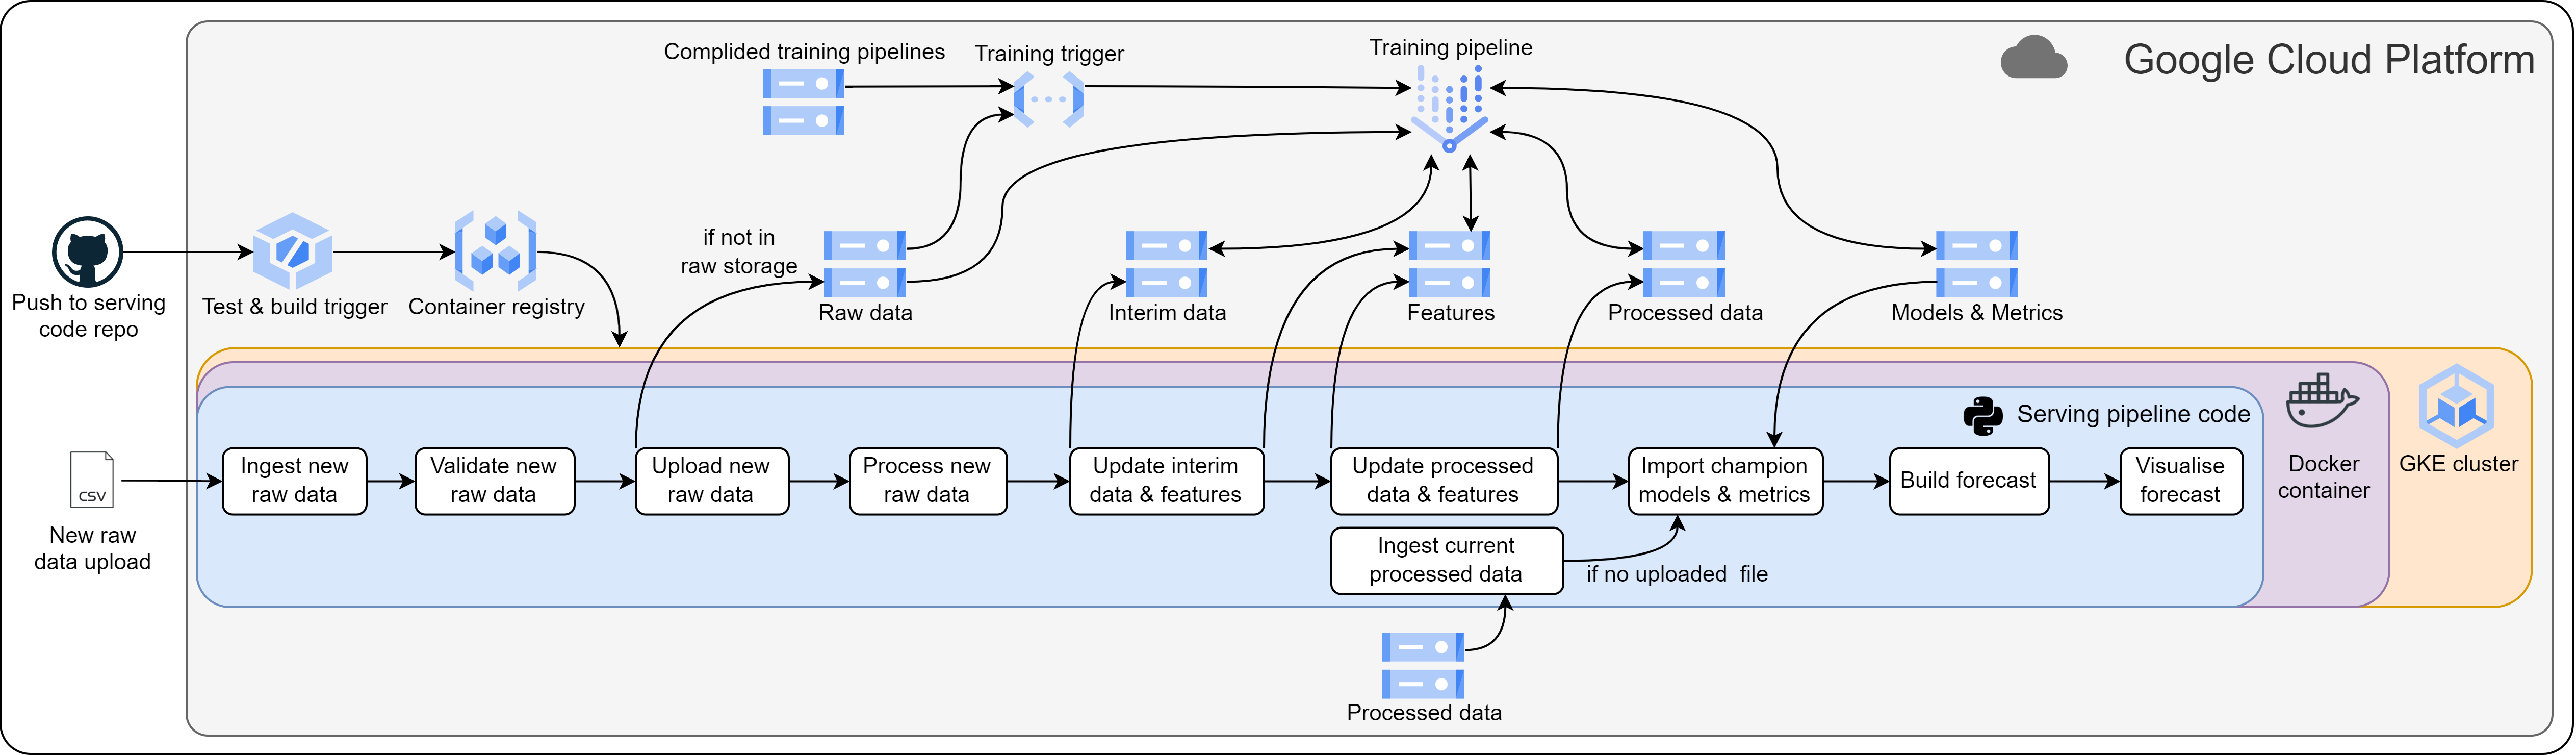 Complided training pipelines
Training trigger
Training pipeline
Google Cloud Platform
if not in
raw storage
Push to serving
code repo
Test & build trigger
Container registry
Raw data
Interim data
Features
Processed data
Models & Metrics
Serving pipeline code
Docker
container
GKE cluster
CSV
New raw
data upload
Ingest new
raw data
Validate new
raw data
Upload new
raw data
Process new
raw data
Update interim
data & features
Update processed
data & features
Import champion
models & metrics
Build forecast
Visualise
forecast
Ingest current
processed data
if no uploaded  file
Processed data